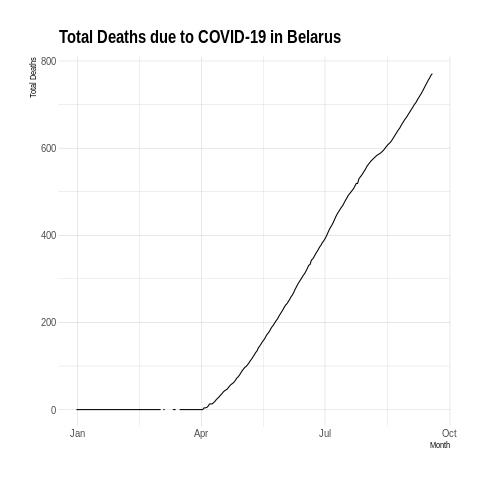 Total Deaths due to COVID-19 in Belarus
Total Deaths
800
600
400
200
0
Jan Apr Jul Oct
Month